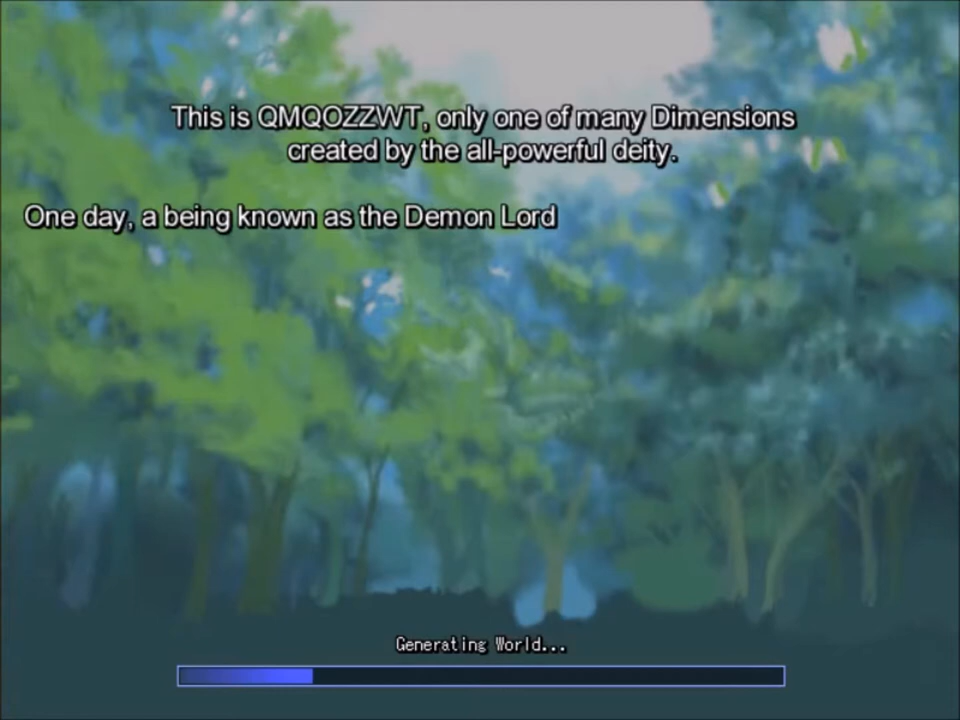 This is QMQOZZWT, only one of many Dimensions
created by the all-powerful deity.
One day, a being known as the Demon Lord
Generating World...